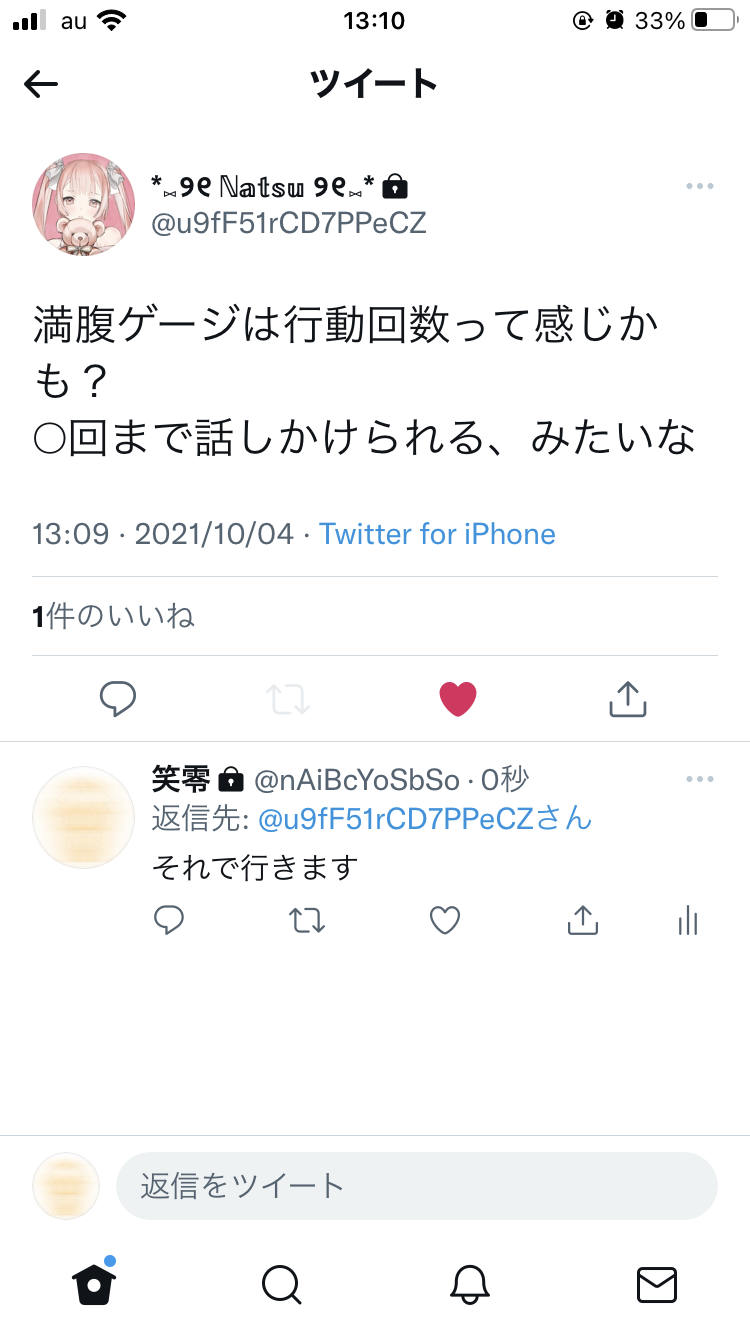 au 13:10 33%
ツイート
*⑅୨୧ ℕ𝕒𝕥𝕤𝕦 ୨୧⑅*
@u9fF51rCD7PPeCZ
満腹ゲージは行動回数って感じか
も？
○回まで話しかけられる、みたいな
13:09 · 2021/10/04 · Twitter for iPhone
1件のいいね
笑零 @nAiBcYoSbSo · 0秒
返信先: @u9fF51rCD7PPeCZさん
それで行きます
返信をツイート